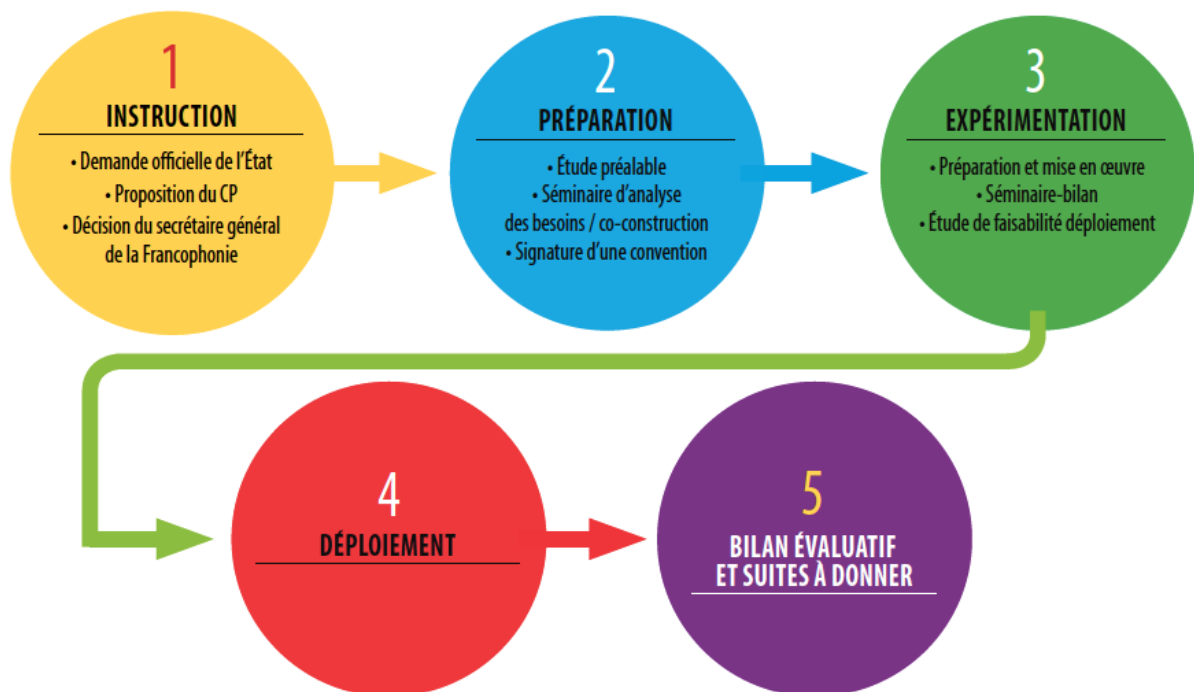 1
INSTRUCTION
• Demande officielle de l'État
• Proposition du CP
• Décision du secrétaire général
de la Francophonie
2
PRÉPARATION
• Étude préalable
• Séminaire d'analyse
des besoins / co-construction
• Signature d'une convention
3
EXPÉRIMENTATION
• Préparation et mise en œuvre
• Séminaire-bilan
• Étude de faisabilité déploiement
4
DÉPLOIEMENT
5
BILAN ÉVALUATIF
ET SUITES À DONNER